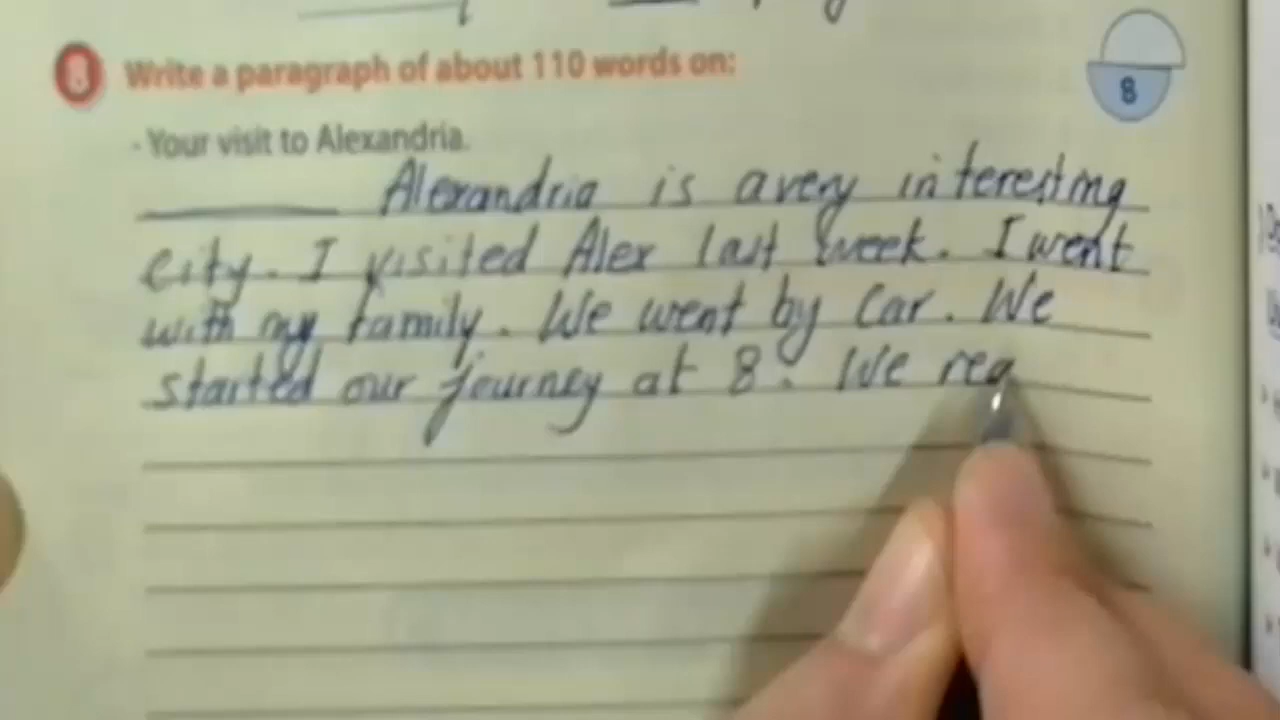 8 Write a paragraph of about 110 words on:
8
- Your visit to Alexandria.
Alexandria is a very interesting
city. I visited Alex last week. I went
with my family. We went by car. We
started our journey at 8. We rea